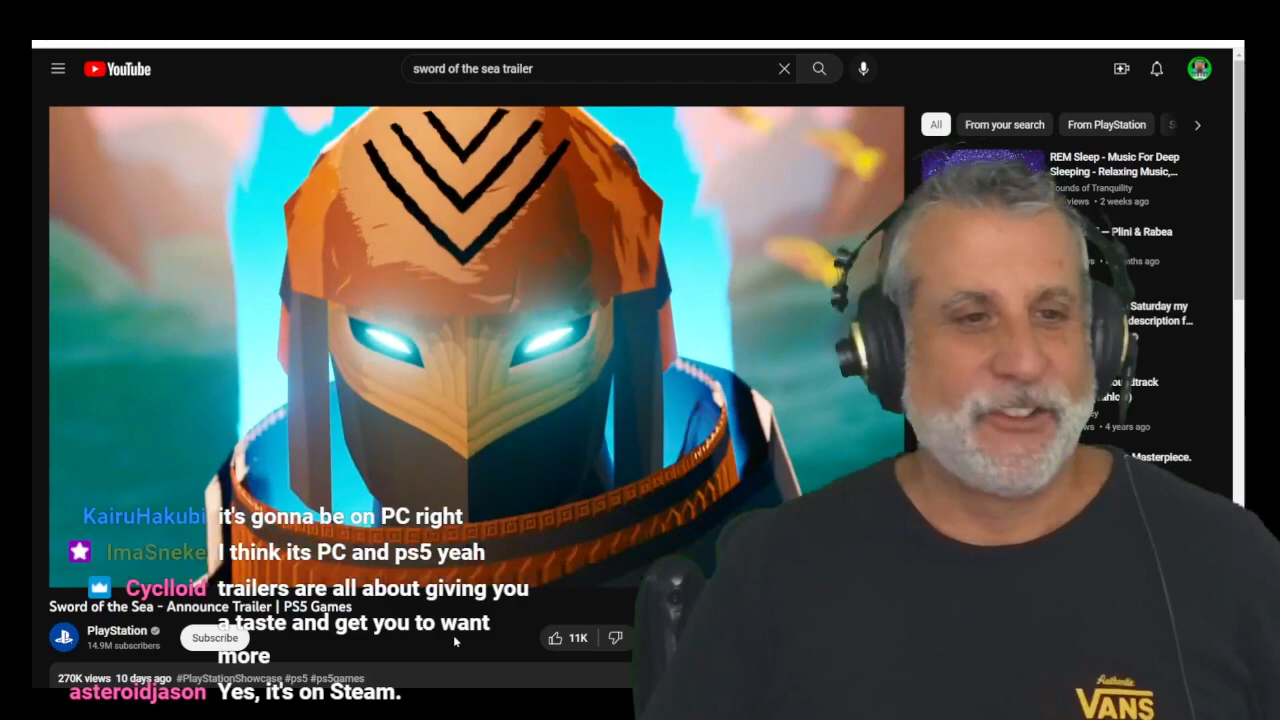 YouTube
sword of the sea trailer
All
From your search
From PlayStation
REM Sleep - Music For Deep
Sleeping - Relaxing Music,...
ounds of Tranquility
views • 2 weeks ago
– Plini & Rabea
ago
Saturday my
description f...
4 years ago
Masterpiece.
KairuHakubi it's gonna be on PC right
ImaSneke I think its PC and ps5 yeah
Cyclloid trailers are all about giving you
a taste and get you to want
more
asteroidjason Yes, it's on Steam.
Sword of the Sea - Announce Trailer | PS5 Games
PlayStation
14.9M subscribers
Subscribe
11K
270K views 10 days ago #PlayStationShowcase #ps5 #ps5games
Authentic
VANS